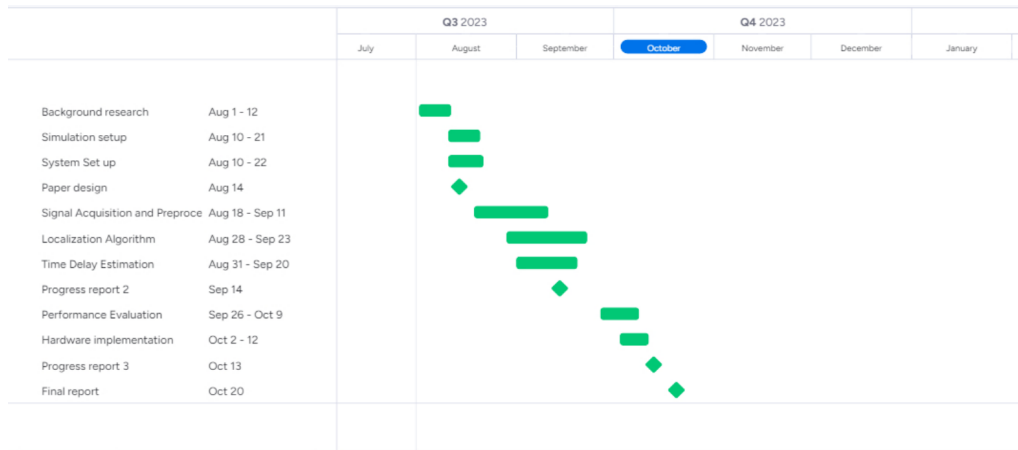 Q3 2023 Q4 2023
July August September October November December January
Background research Aug 1 - 12
Simulation setup Aug 10 - 21
System Set up Aug 10 - 22
Paper design Aug 14
Signal Acquisition and Preproce Aug 18 - Sep 11
Localization Algorithm Aug 28 - Sep 23
Time Delay Estimation Aug 31 - Sep 20
Progress report 2 Sep 14
Performance Evaluation Sep 26 - Oct 9
Hardware implementation Oct 2 - 12
Progress report 3 Oct 13
Final report Oct 20